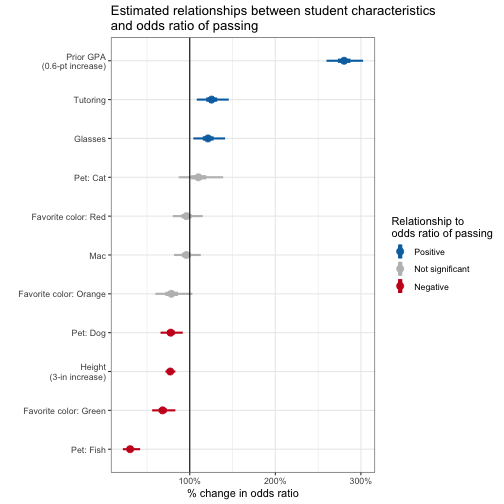 Estimated relationships between student characteristics
and odds ratio of passing
Prior GPA
(0.6-pt increase)
Tutoring
Glasses
Pet: Cat
Favorite color: Red
Mac
Favorite color: Orange
Pet: Dog
Height
(3-in increase)
Favorite color: Green
Pet: Fish
100%
200%
300%
% change in odds ratio
Relationship to
odds ratio of passing
Positive
Not significant
Negative